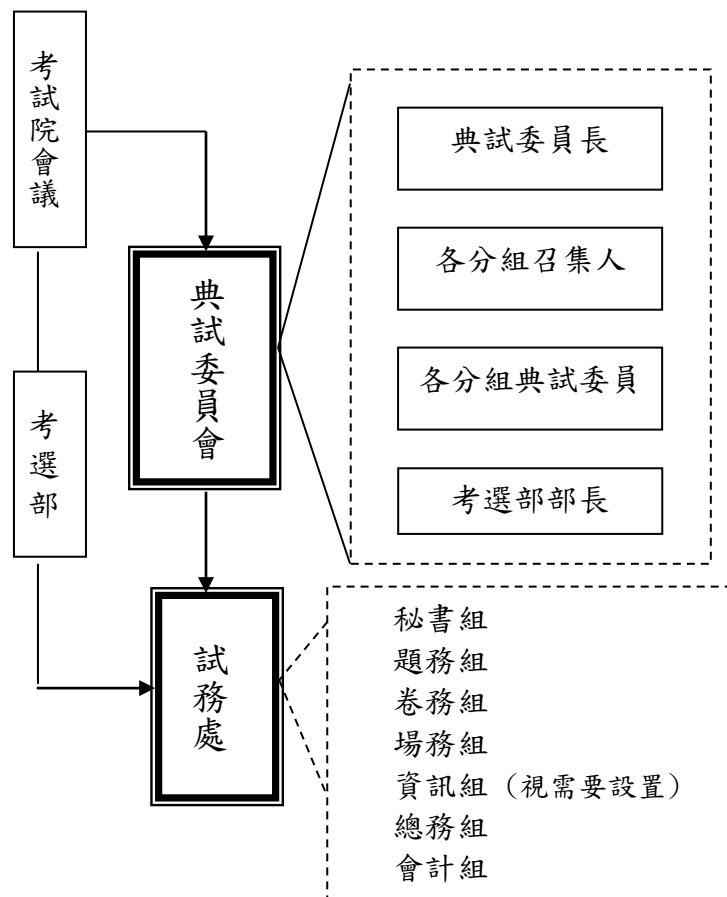 考試院會議
典試委員長
各分組召集人
典試委員會
各分組典試委員
考選部
考選部部長
試務處
秘書組
題務組
卷務組
場務組
資訊組（視需要設置）
總務組
會計組